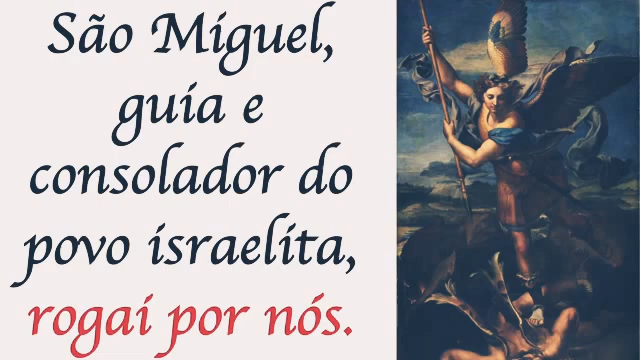 São Miguel,
guia e
consolador do
povo israelita,
rogai por nós.